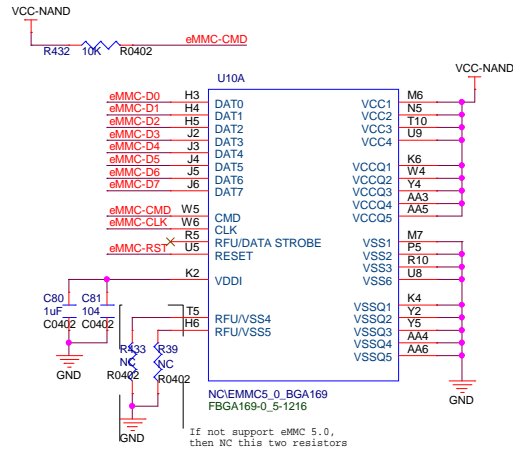 VCC-NAND
R432 10K R0402 eMMC-CMD
U10A
VCC-NAND
eMMC-D0 H3 DAT0 VCC1 M6
eMMC-D1 H4 DAT1 VCC2 N5
eMMC-D2 H5 DAT2 VCC3 T10
eMMC-D3 J2 DAT3 VCC4 U9
eMMC-D4 J3 DAT4
eMMC-D5 J4 DAT5 VCCQ1 K6
eMMC-D6 J5 DAT6 VCCQ2 W4
eMMC-D7 J6 DAT7 VCCQ3 Y4
VCCQ4 AA3
eMMC-CMD W5 CMD VCCQ5 AA5
eMMC-CLK W6 CLK
R5 RFU/DATA STROBE VSS1 M7
eMMC-RST U5 RESET VSS2 P5
VSS3 R10
K2 VDDI VSS6 U8
C80 C81 VSSQ1 K4
1uF 104 VSSQ2 Y2
C0402 C0402 T5 RFU/VSS4 VSSQ3 Y5
H6 RFU/VSS5 VSSQ4 AA4
R433 R39 VSSQ5 AA6
NC NC
R0402 R0402
GND
NC\EMMC5_0_BGA169
FBGA169-0_5-1216
GND
GND
If not support eMMC 5.0,
then NC this two resistors